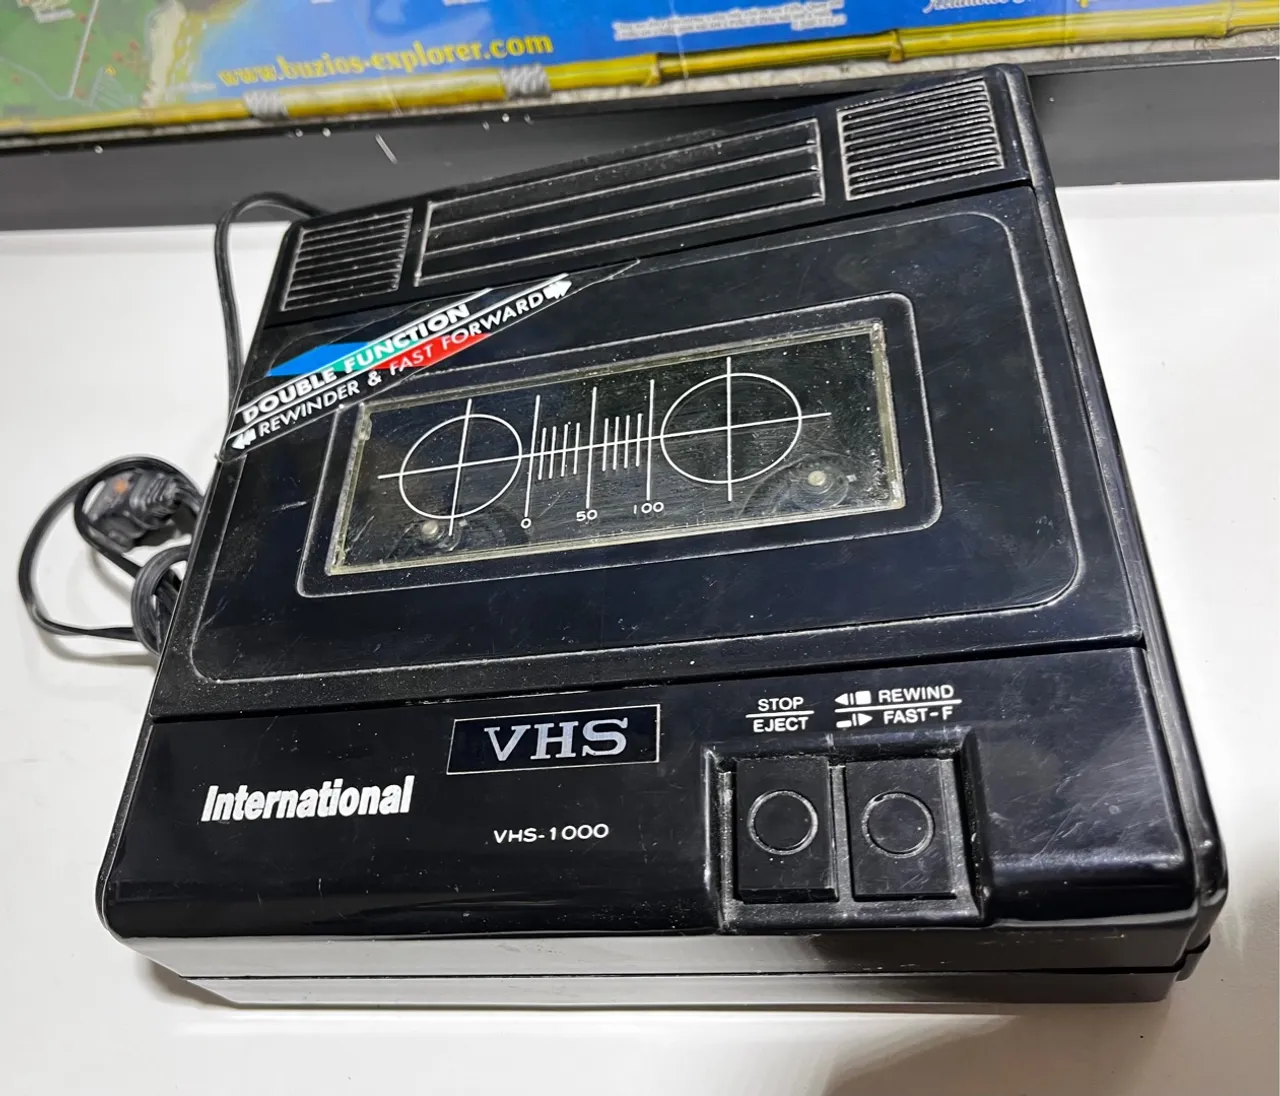 www.buzios-explorer.com
DOUBLE FUNCTION
REWINDER & FAST FORWARD
0 50 100
VHS
STOP
EJECT
REWIND
FAST-F
International
VHS-1000